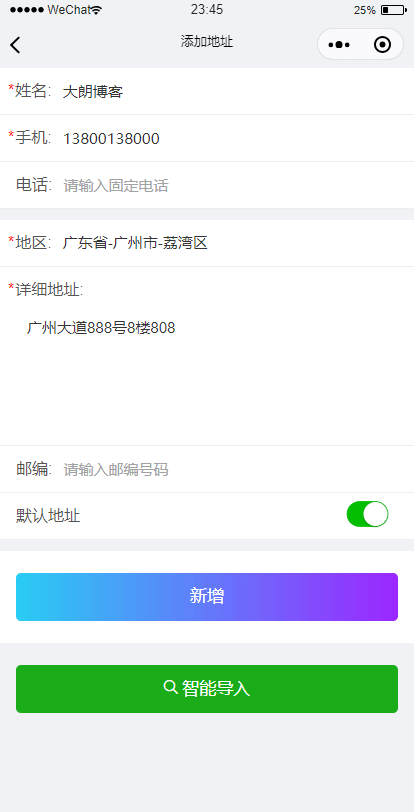 ●●●●● WeChat 23:45 25%
添加地址
*姓名: 大朗博客
*手机: 13800138000
电话: 请输入固定电话
*地区: 广东省-广州市-荔湾区
*详细地址:
广州大道888号8楼808
邮编: 请输入邮编号码
默认地址
新增
智能导入